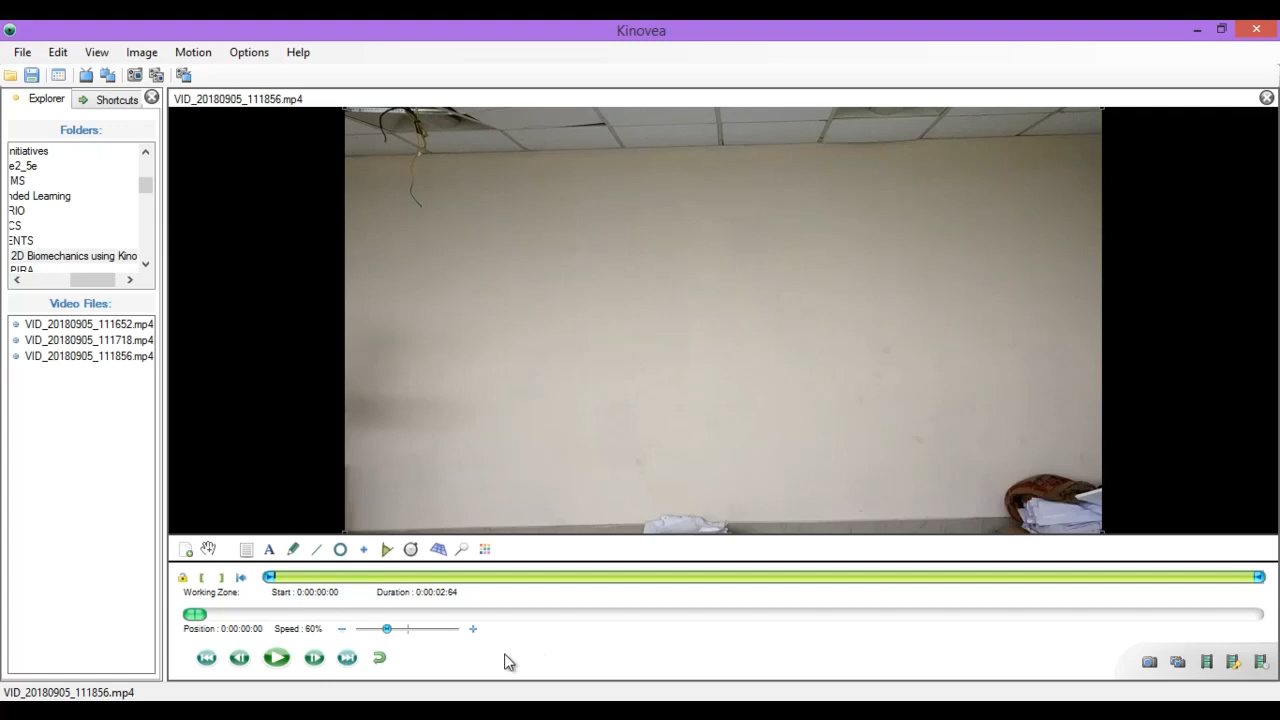 Kinovea
File Edit View Image Motion Options Help
Explorer Shortcuts
VID_20180905_111856.mp4
Folders:
nitiatives
e2_5e
MS
nded Learning
RIO
CS
ENTS
2D Biomechanics using Kino
PIRA
Video Files:
VID_20180905_111652.mp4
VID_20180905_111718.mp4
VID_20180905_111856.mp4
A
Working Zone: Start : 0:00:00:00 Duration : 0:00:02:64
Position : 0:00:00:00 Speed : 60%
VID_20180905_111856.mp4